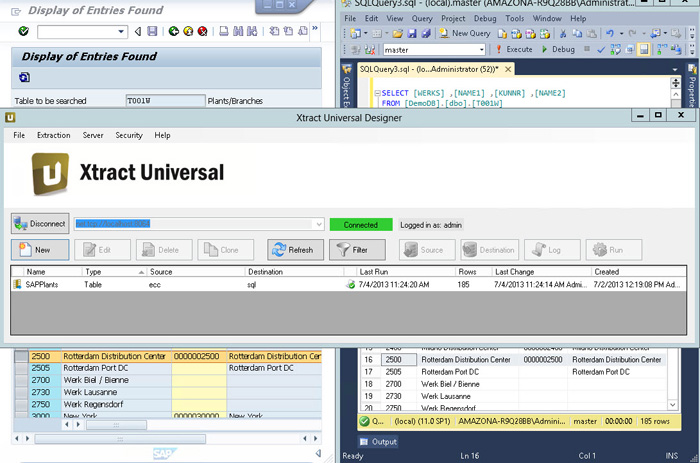 Display of Entries Found
SQLQuery3.sql - (local).master (AMAZONA-R9Q28BB\Administrat...
File Edit View Query Project Debug Tools Window Help
New Query
master
Execute
Debug
Display of Entries Found
SQLQuery3.sql - (lo...Administrator (52))*
Object Ex
Properties
SELECT [WERKS] ,[NAME1] ,[KUNNR] ,[NAME2]
FROM [DemoDB].[dbo].[T001W]
Table to be searched T001W Plants/Branches
Xtract Universal Designer
File Extraction Server Security Help
Xtract Universal
Disconnect
Connected
Logged in as: admin
New Edit Delete Clone Refresh Filter Source Destination Log Run
Name Type Source Destination Last Run Rows Last Change Created
SAPPlants Table ecc sql 7/4/2013 11:24:20 AM 185 7/4/2013 11:24:14 AM Admi... 7/2/2013 12:19:08 PM Ad...
2500 Rotterdam Distribution Center 0000002500 Rotterdam Distribution Cen
2505 Rotterdam Port DC Rotterdam Port DC
2700 Werk Biel / Bienne
2730 Werk Lausanne
2750 Werk Regensdorf
3000 New York 0000030000 New York
16 2500 Rotterdam Distribution Center 0000002500 Rotterdam Distribution Center
17 2505 Rotterdam Port DC Rotterdam Port DC
18 2700 Werk Biel / Bienne
19 2730 Werk Lausanne
20 2750 Werk Regensdorf
Q... (local) (11.0 SP1) AMAZONA-R9Q28BB\Admini... master 00:00:00 185 rows
Output
SAP
Ready Ln 16 Col 1 INS